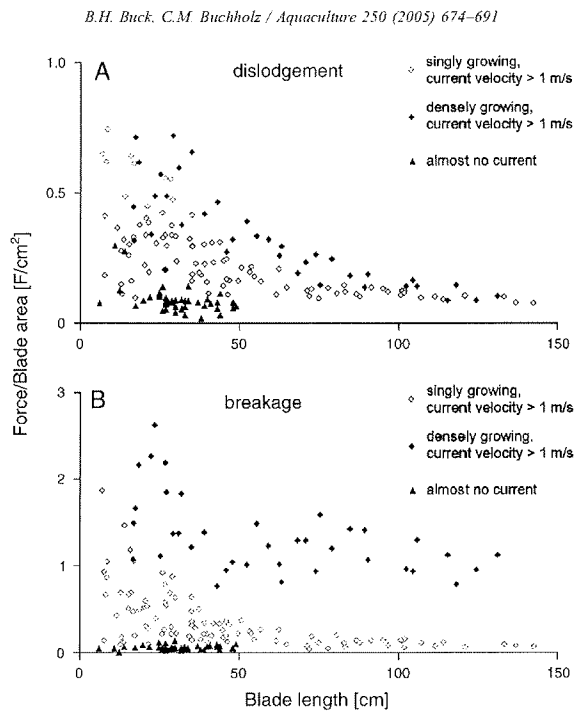 B.H. Buck, C.M. Buchholz / Aquaculture 250 (2005) 674–691
1.0
A
dislodgement
singly growing,
current velocity > 1 m/s
densely growing,
current velocity > 1 m/s
almost no current
0.5
0
0
50
100
150
Force/Blade area [F/cm²]
3
B
breakage
singly growing,
current velocity > 1 m/s
densely growing,
current velocity > 1 m/s
almost no current
2
1
0
0
50
100
150
Blade length [cm]